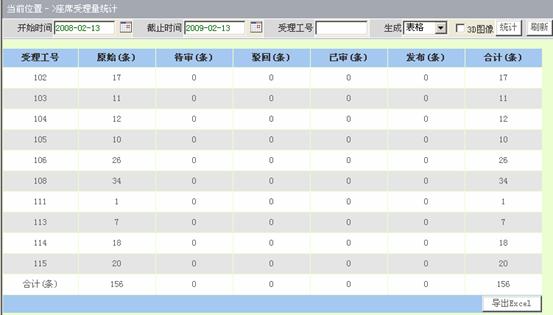 当前位置->座席受理量统计
开始时间 2008-02-13 截止时间 2009-02-13 受理工号 生成 表格 3D图像 统计 刷新
受理工号 原始(条) 待审(条) 驳回(条) 已审(条) 发布(条) 合计(条)
102 17 0 0 0 0 17
103 11 0 0 0 0 11
104 12 0 0 0 0 12
105 10 0 0 0 0 10
106 26 0 0 0 0 26
108 34 0 0 0 0 34
111 1 0 0 0 0 1
113 7 0 0 0 0 7
114 18 0 0 0 0 18
115 20 0 0 0 0 20
合计(条) 156 0 0 0 0 156
导出Excel